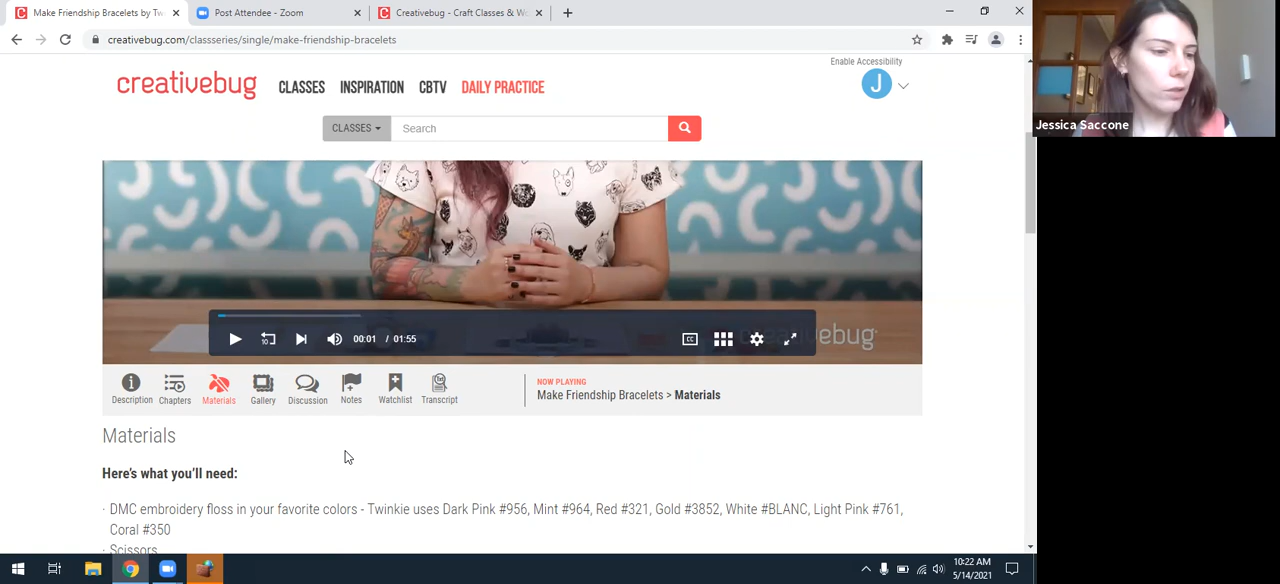 Make Friendship Bracelets by Tw
Post Attendee - Zoom
Creativebug - Craft Classes & Wo
creativebug.com/classseries/single/make-friendship-bracelets
Enable Accessibility
creativebug
CLASSES
INSPIRATION
CBTV
DAILY PRACTICE
J
CLASSES
Search
Jessica Saccone
creativebug
10
00:01 / 01:55
CC
Description
Chapters
Materials
Gallery
Discussion
Notes
Watchlist
Transcript
NOW PLAYING
Make Friendship Bracelets > Materials
Materials
Here's what you'll need:
· DMC embroidery floss in your favorite colors - Twinkie uses Dark Pink #956, Mint #964, Red #321, Gold #3852, White #BLANC, Light Pink #761,
Coral #350
· Scissors
10:22 AM
5/14/2021